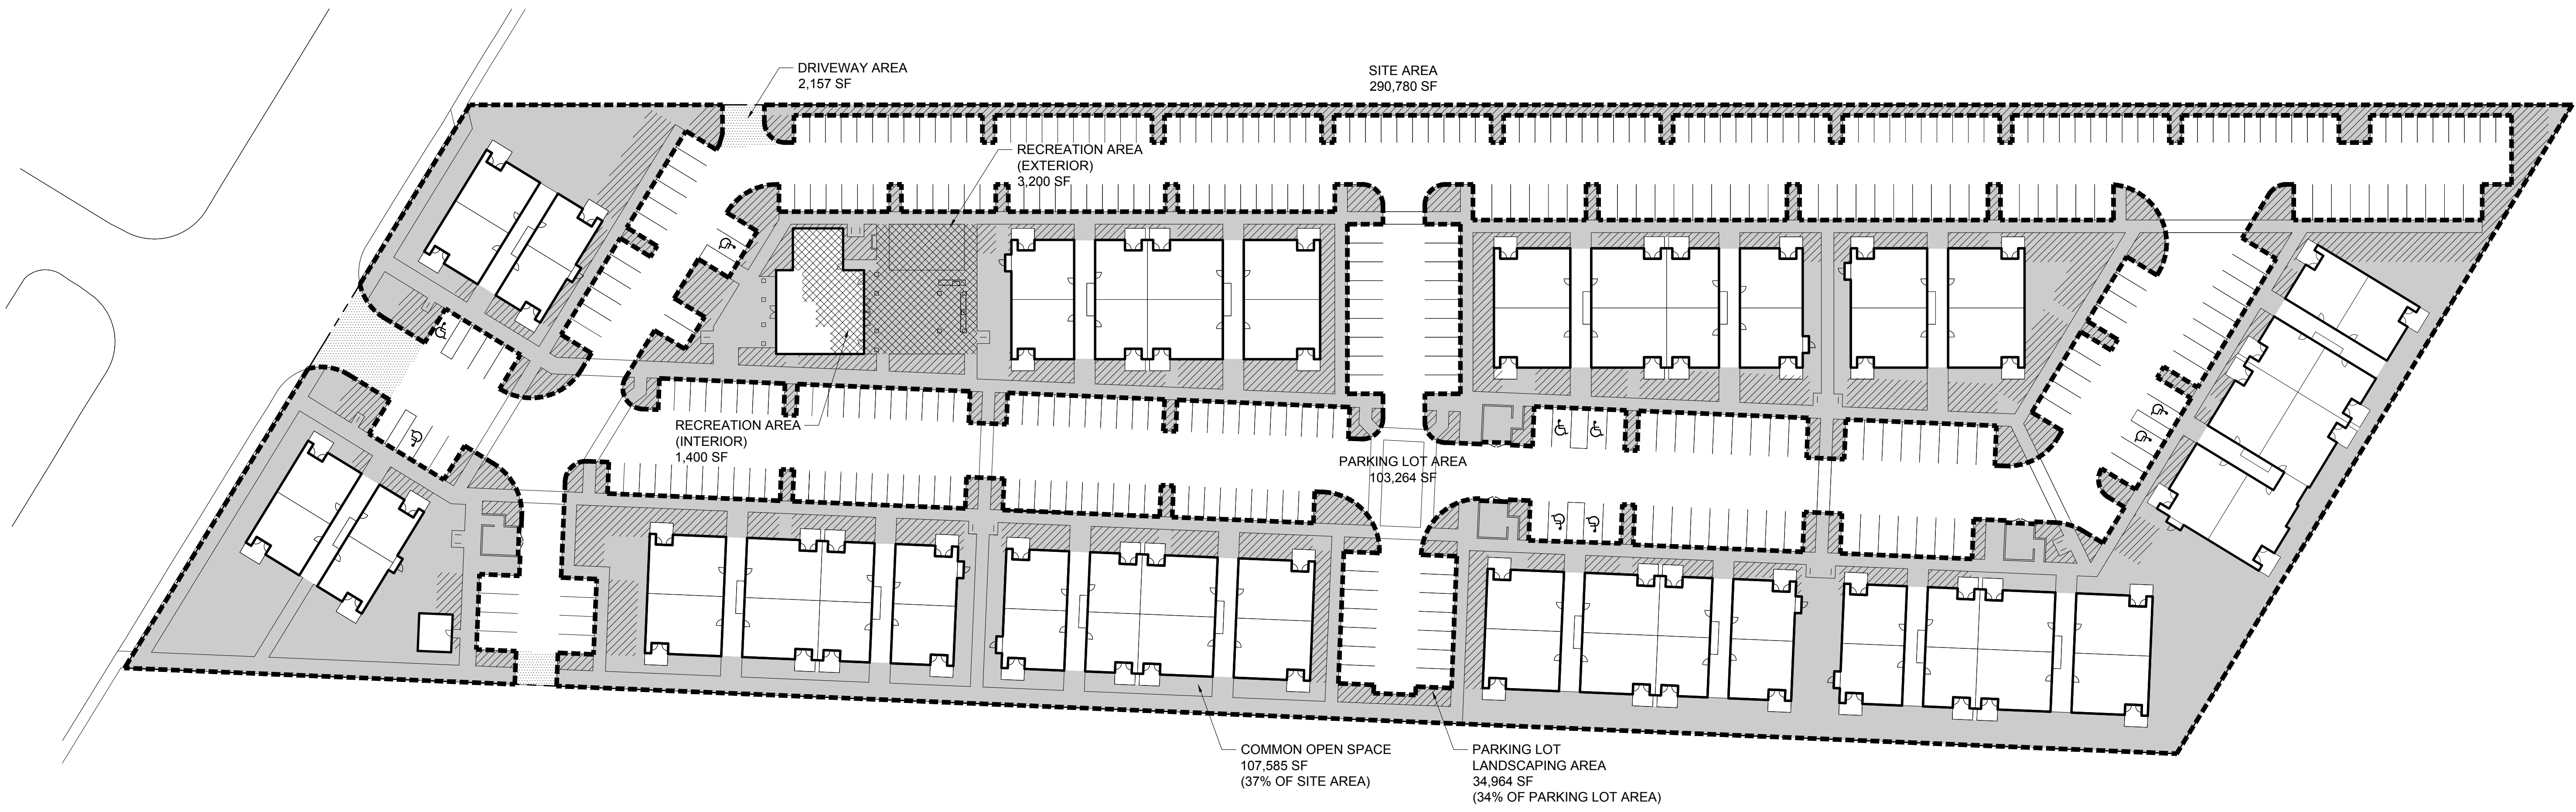 DRIVEWAY AREA
2,157 SF
SITE AREA
290,780 SF
RECREATION AREA
(EXTERIOR)
3,200 SF
RECREATION AREA
(INTERIOR)
1,400 SF
PARKING LOT AREA
103,264 SF
COMMON OPEN SPACE
107,585 SF
(37% OF SITE AREA)
PARKING LOT
LANDSCAPING AREA
34,964 SF
(34% OF PARKING LOT AREA)